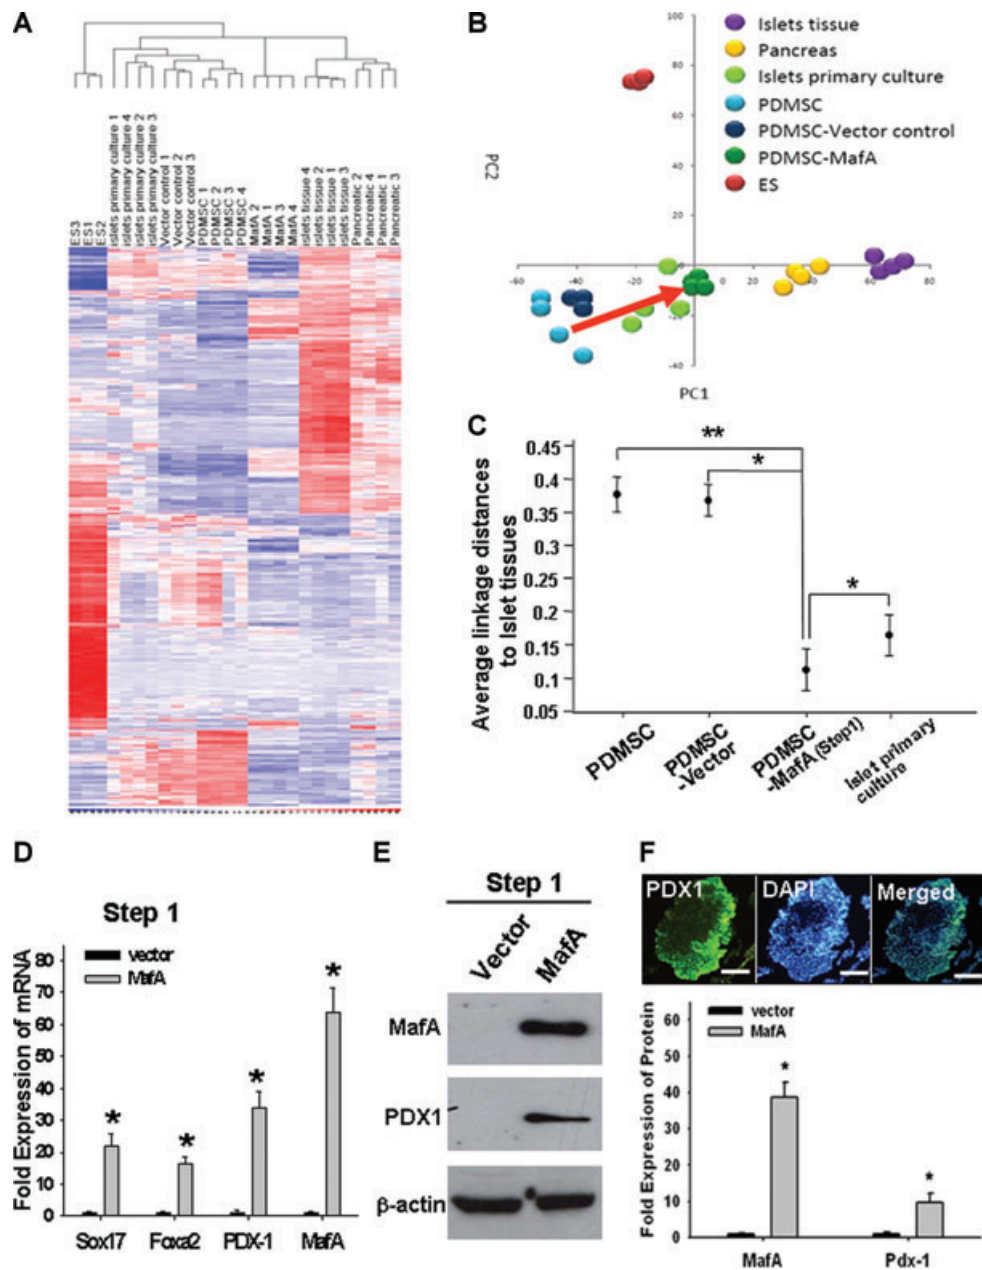 A
ES3
ES1
ES2
Islets primary culture 1
Islets primary culture 4
Islets primary culture 2
Islets primary culture 3
Vector control 1
Vector control 2
Vector control 3
PDMSC 1
PDMSC 2
PDMSC 3
PDMSC 4
MafA 2
MafA 1
MafA 3
MafA 4
Islets tissue 4
Islets tissue 2
Islets tissue 1
Islets tissue 3
Pancreatic 2
Pancreatic 4
Pancreatic 1
Pancreatic 3
B
Islets tissue
Pancreas
Islets primary culture
PDMSC
PDMSC-Vector control
PDMSC-MafA
ES
PC2
100
80
60
40
20
0
-20
-40
-60 -40 -20 0 20 40 60 80
PC1
C
Average linkage distances
to Islet tissues
0.45
0.4
0.35
0.3
0.25
0.2
0.15
0.1
0.05
**
*
*
PDMSC
PDMSC
-Vector
PDMSC
-MafA (Step1)
Islet primary
culture
D
Step 1
vector
MafA
Fold Expression of mRNA
80
70
60
50
40
30
20
10
0
* * * *
Sox17 Foxa2 PDX-1 MafA
E
Step 1
Vector MafA
MafA
PDX1
β-actin
F
PDX1 DAPI Merged
vector
MafA
Fold Expression of Protein
60
50
40
30
20
10
0
* *
MafA Pdx-1